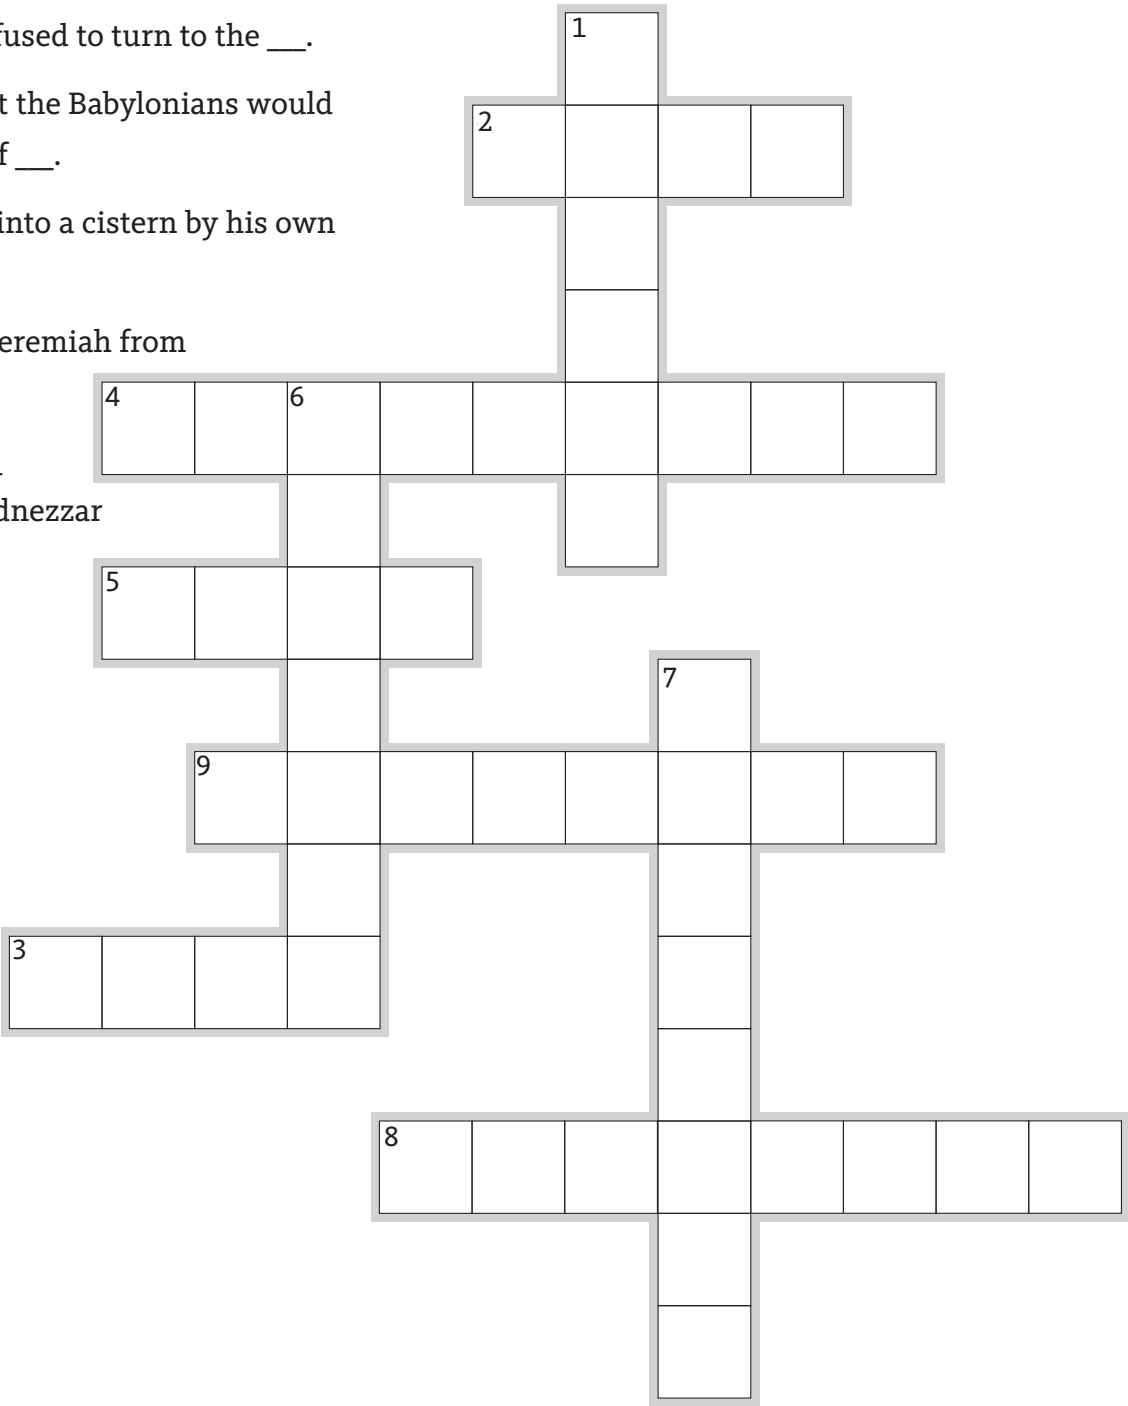 fused to turn to the ___.
t the Babylonians would
f ___.
into a cistern by his own
eremiah from
dnezzar
1
2
4 6
5
7
9
3
8